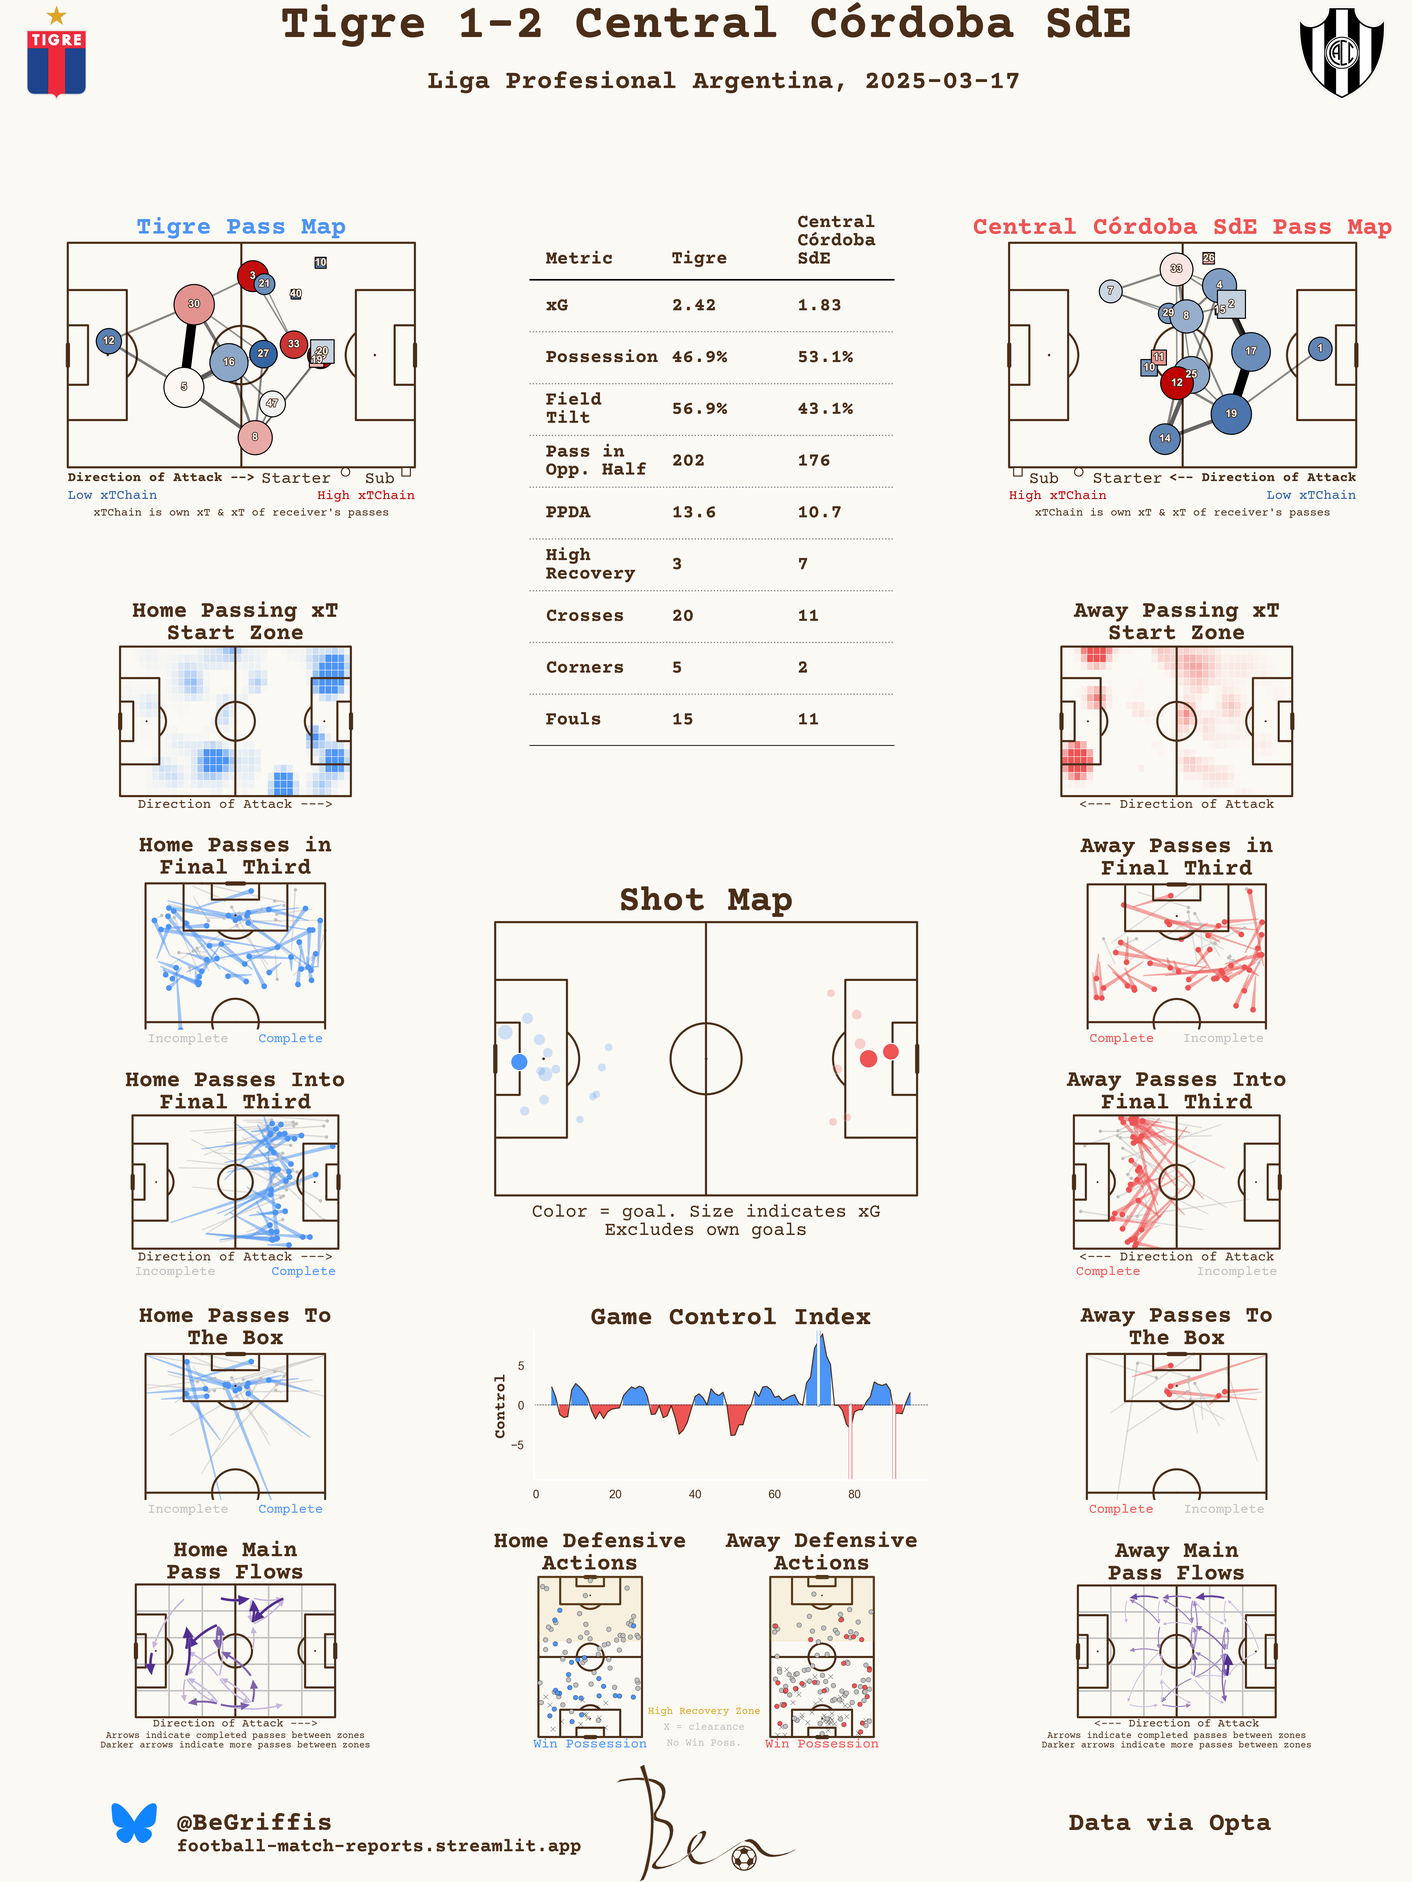 Tigre 1-2 Central Córdoba SdE
TIGRE
Liga Profesional Argentina, 2025-03-17
Tigre Pass Map
10
3
21
40
30
12
33
20
19
16
27
5
47
8
Direction of Attack --> Starter Sub
Low xTChain High xTChain
xTChain is own xT & xT of receiver's passes
Metric Tigre Central Córdoba SdE
xG 2.42 1.83
Possession 46.9% 53.1%
Field Tilt 56.9% 43.1%
Pass in Opp. Half 202 176
PPDA 13.6 10.7
High Recovery 3 7
Crosses 20 11
Corners 5 2
Fouls 15 11
Central Córdoba SdE Pass Map
26
33
7
4
2
15
29
8
11
10
17
1
25
12
19
14
Sub Starter <-- Direction of Attack
High xTChain Low xTChain
xTChain is own xT & xT of receiver's passes
Home Passing xT
Start Zone
Direction of Attack --->
Away Passing xT
Start Zone
<--- Direction of Attack
Home Passes in
Final Third
Incomplete Complete
Away Passes in
Final Third
Complete Incomplete
Shot Map
Color = goal. Size indicates xG
Excludes own goals
Home Passes Into
Final Third
Direction of Attack --->
Incomplete Complete
Away Passes Into
Final Third
<--- Direction of Attack
Complete Incomplete
Home Passes To
The Box
Incomplete Complete
Game Control Index
Control
5
0
−5
0 20 40 60 80
Away Passes To
The Box
Complete Incomplete
Home Main
Pass Flows
Direction of Attack --->
Arrows indicate completed passes between zones
Darker arrows indicate more passes between zones
Home Defensive
Actions
Win Possession
High Recovery Zone
X = clearance
No Win Poss.
Away Defensive
Actions
Win Possession
Away Main
Pass Flows
<--- Direction of Attack
Arrows indicate completed passes between zones
Darker arrows indicate more passes between zones
@BeGriffis
football-match-reports.streamlit.app
Ben
Data via Opta